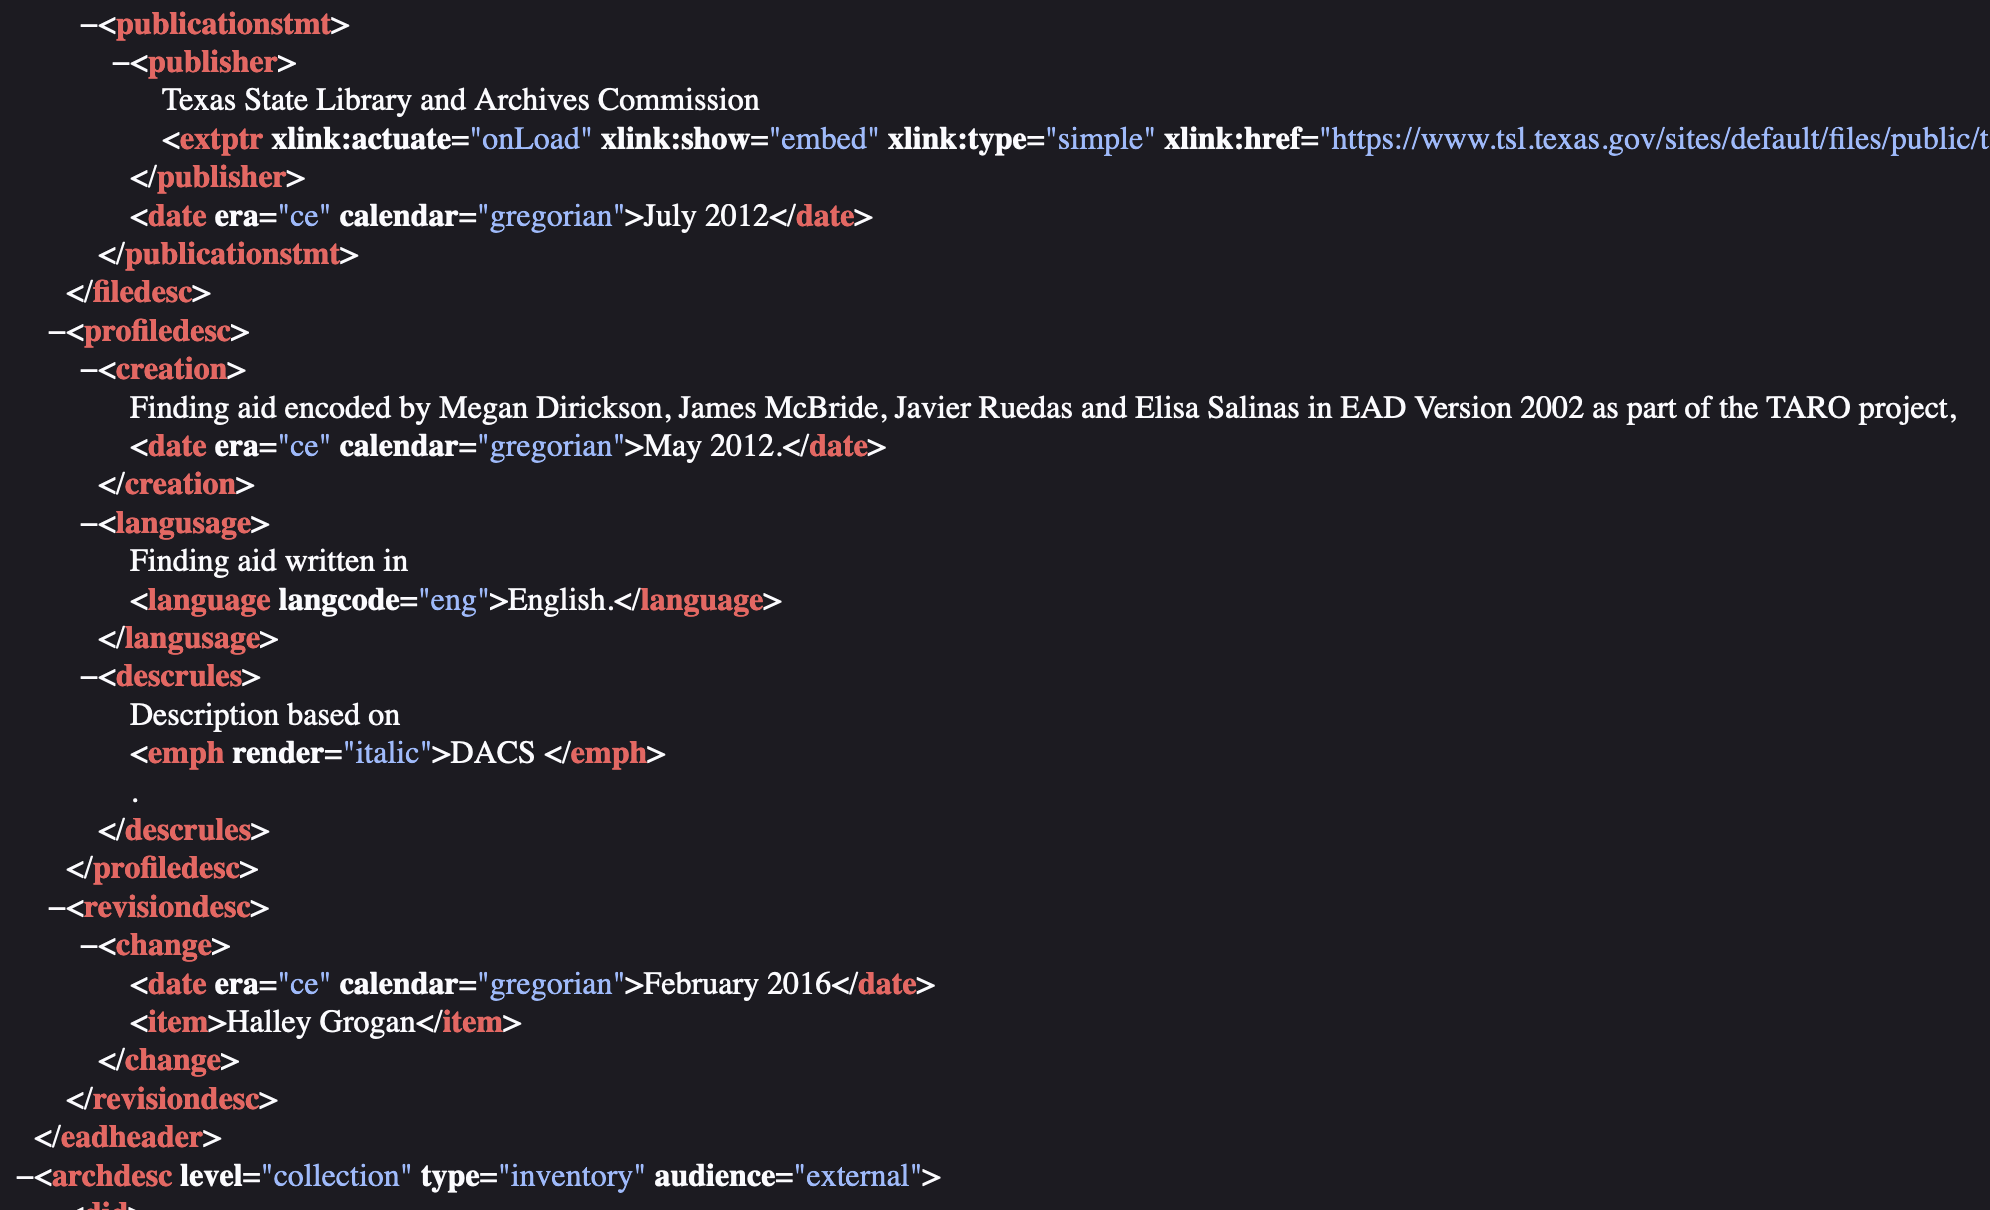 –<publicationstmt>
–<publisher>
Texas State Library and Archives Commission
<extptr xlink:actuate="onLoad" xlink:show="embed" xlink:type="simple" xlink:href="https://www.tsl.texas.gov/sites/default/files/public/t
</publisher>
<date era="ce" calendar="gregorian">July 2012</date>
</publicationstmt>
</filedesc>
–<profiledesc>
–<creation>
Finding aid encoded by Megan Dirickson, James McBride, Javier Ruedas and Elisa Salinas in EAD Version 2002 as part of the TARO project,
<date era="ce" calendar="gregorian">May 2012.</date>
</creation>
–<langusage>
Finding aid written in
<language langcode="eng">English.</language>
</langusage>
–<descrules>
Description based on
<emph render="italic">DACS </emph>
.
</descrules>
</profiledesc>
–<revisiondesc>
–<change>
<date era="ce" calendar="gregorian">February 2016</date>
<item>Halley Grogan</item>
</change>
</revisiondesc>
</eadheader>
–<archdesc level="collection" type="inventory" audience="external">
<did>